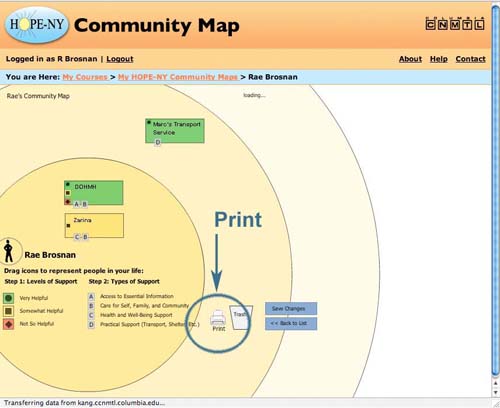 HOPE-NY
Community Map
CCNMTL
Logged in as R Brosnan | Logout
About Help Contact
You are Here: My Courses > My HOPE-NY Community Maps > Rae Brosnan
Rae's Community Map
loading...
Marc's Transport
Service
D
DOHMH
A B
Zarina
C B
Print
Rae Brosnan
Drag icons to represent people in your life:
Step 1: Levels of Support Step 2: Types of Support
Very Helpful
Somewhat Helpful
Not So Helpful
A Access to Essential Information
B Care for Self, Family, and Community
C Health and Well-Being Support
D Practical Support (Transport, Shelter, Etc.)
Print
Trash
Save Changes
<< Back to List
Transferring data from kang.ccnmtl.columbia.edu...